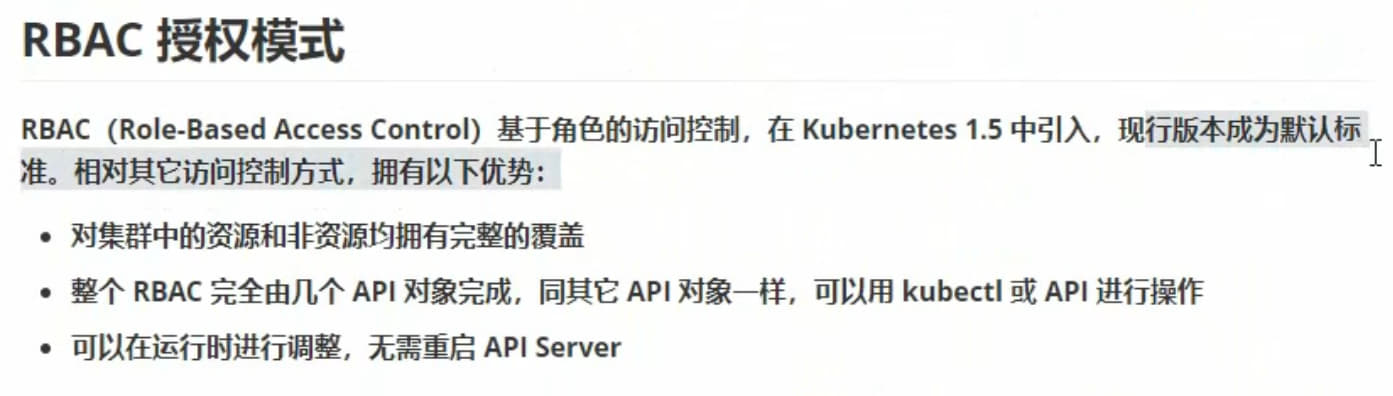 RBAC 授权模式
RBAC（Role-Based Access Control）基于角色的访问控制，在 Kubernetes 1.5 中引入，现行版本成为默认标
准。相对其它访问控制方式，拥有以下优势：
• 对集群中的资源和非资源均拥有完整的覆盖
• 整个 RBAC 完全由几个 API 对象完成，同其它 API 对象一样，可以用 kubectl 或 API 进行操作
• 可以在运行时进行调整，无需重启 API Server